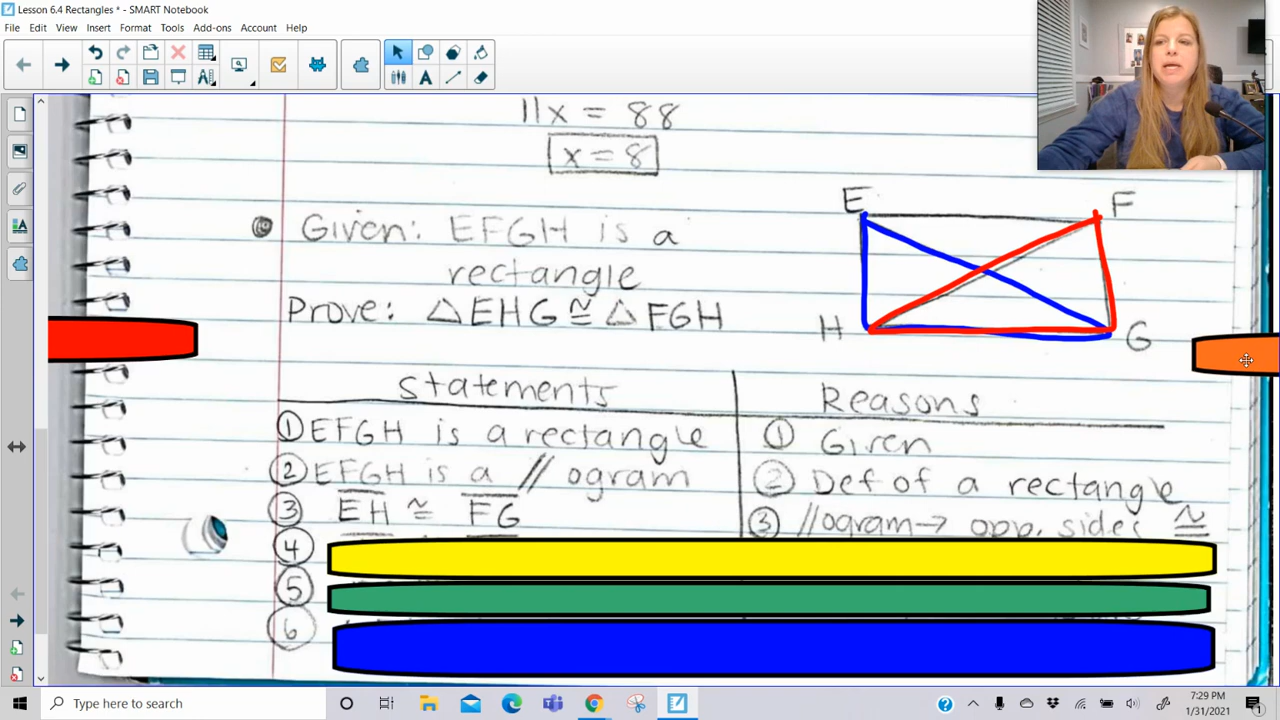 Lesson 6.4 Rectangles * - SMART Notebook
File Edit View Insert Format Tools Add-ons Account Help
11x = 88
x = 8
Given: EFGH is a
rectangle
Prove: △EHG ≅ △FGH
E F
H G
Statements Reasons
① EFGH is a rectangle ① Given
② EFGH is a // ogram ② Def of a rectangle
③ EH ≅ FG ③ //ogram → opp. sides ≅
④
⑤
⑥
Type here to search
7:29 PM
1/31/2021